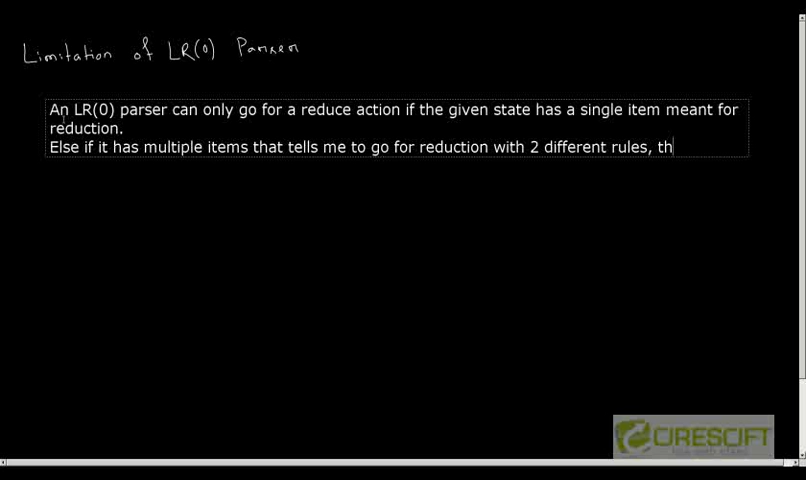 Limitation of LR(0) Parser
An LR(0) parser can only go for a reduce action if the given state has a single item meant for
reduction.
Else if it has multiple items that tells me to go for reduction with 2 different rules, th
CIRESCIFT